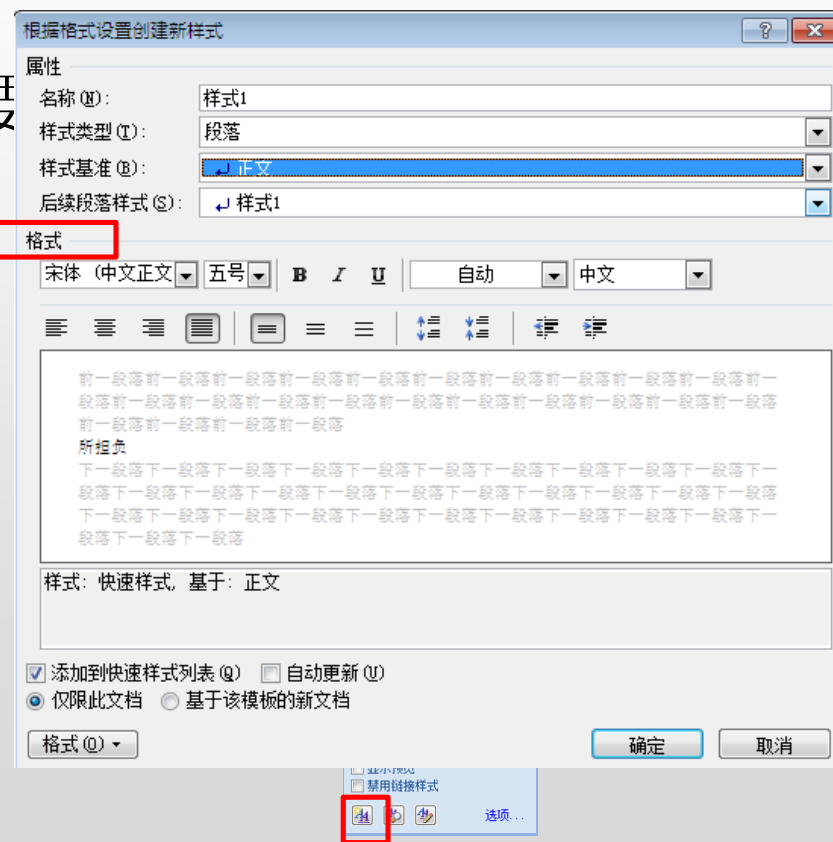 根据格式设置创建新样式
属性
名称(N): 样式1
样式类型(T): 段落
样式基准(B): 正文
后续段落样式(S): 样式1
格式
宋体 (中文正文 五号 B I U 自动 中文
前一段落前一段落前一段落前一段落前一段落前一段落前一段落前一段落前一段落前一段落前一
段落前一段落前一段落前一段落前一段落前一段落前一段落前一段落前一段落前一段落前一段落
前一段落前一段落前一段落前一段落
所担负
下一段落下一段落下一段落下一段落下一段落下一段落下一段落下一段落下一段落下一段落下一
段落下一段落下一段落下一段落下一段落下一段落下一段落下一段落下一段落下一段落下一段落
下一段落下一段落下一段落下一段落下一段落下一段落下一段落下一段落下一段落下一段落下一
段落下一段落下一段落
样式: 快速样式, 基于: 正文
添加到快速样式列表(Q) 自动更新(U)
仅限此文档 基于该模板的新文档
格式(O) 确定 取消
显示预览
禁用链接样式
选项...